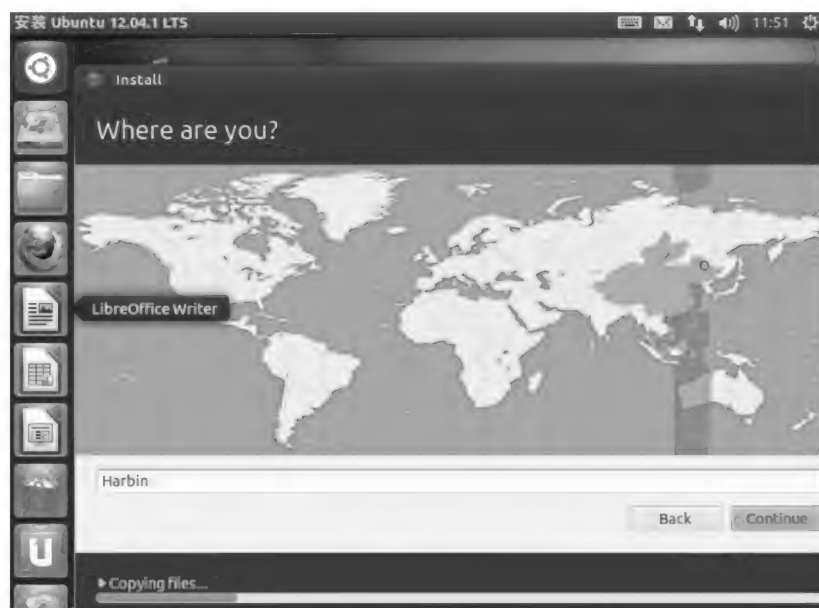 安装 Ubuntu 12.04.1 LTS 11:51
Install
Where are you?
LibreOffice Writer
Harbin
Back Continue
Copying files...